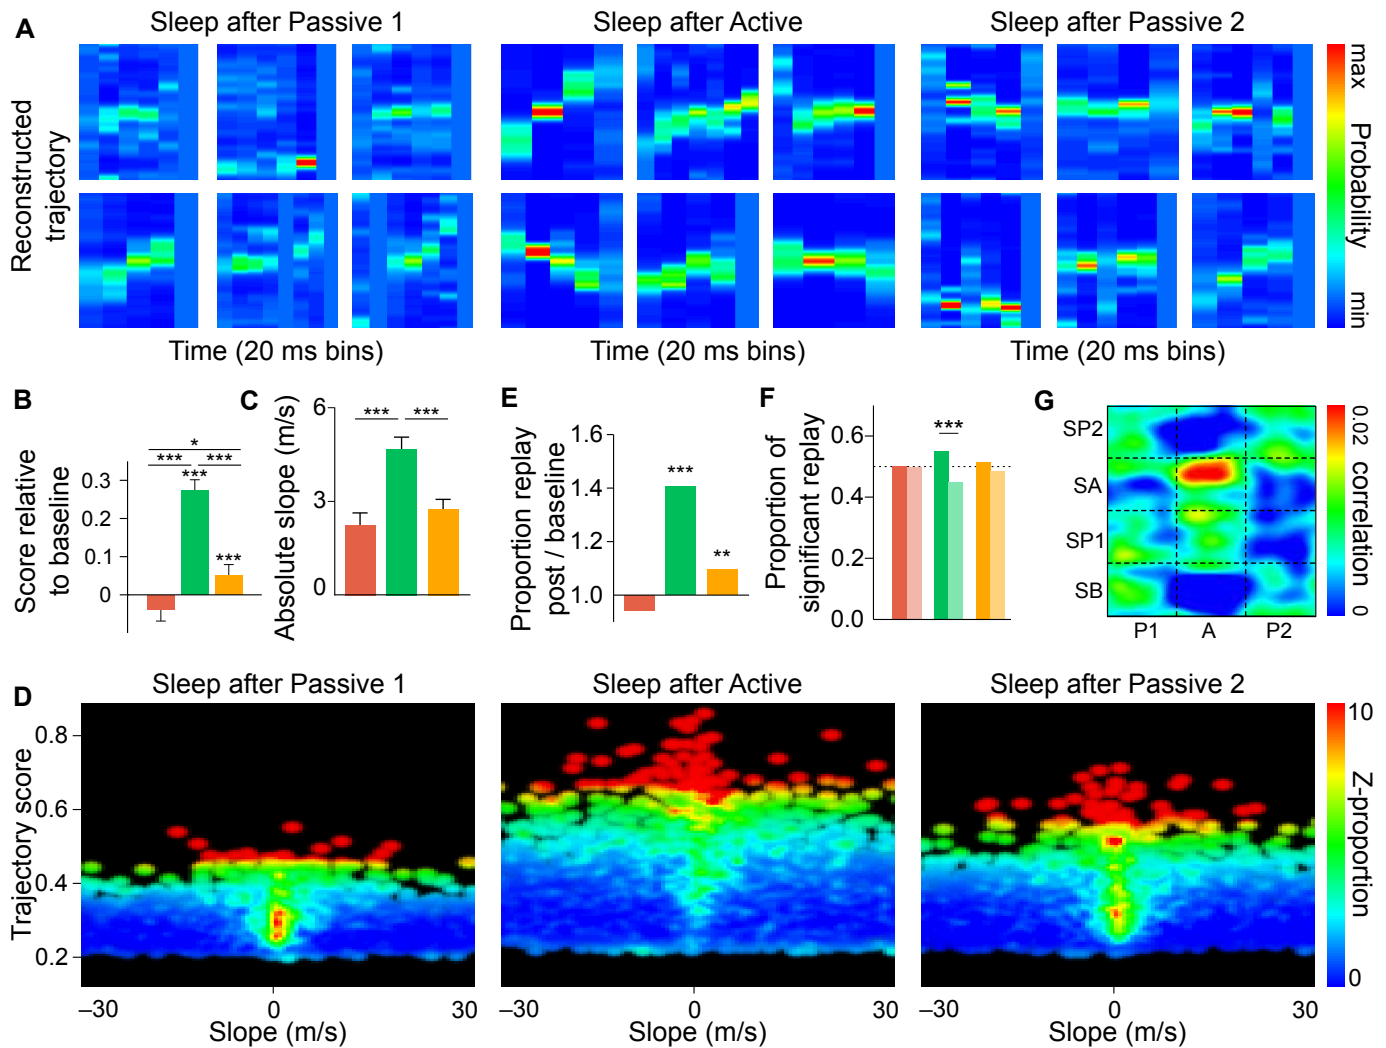 A
Sleep after Passive 1
Sleep after Active
Sleep after Passive 2
Reconstructed
trajectory
max
Probability
min
Time (20 ms bins)
Time (20 ms bins)
B
Score relative
to baseline
0.3
0.2
0.1
0
*
*** ***
***
***
C
Absolute slope (m/s)
6
3
0
*** ***
E
Proportion replay
post / baseline
1.6
1.4
1.2
1.0
***
**
F
Proportion of
significant replay
0.6
0.4
0.2
0.0
***
G
SP2
SA
SP1
SB
P1 A P2
0.02
correlation
0
D
Sleep after Passive 1
Sleep after Active
Sleep after Passive 2
Trajectory score
0.8
0.6
0.4
0.2
10
Z-proportion
0
–30 0 30
–30 0 30
–30 0 30
Slope (m/s)
Slope (m/s)
Slope (m/s)